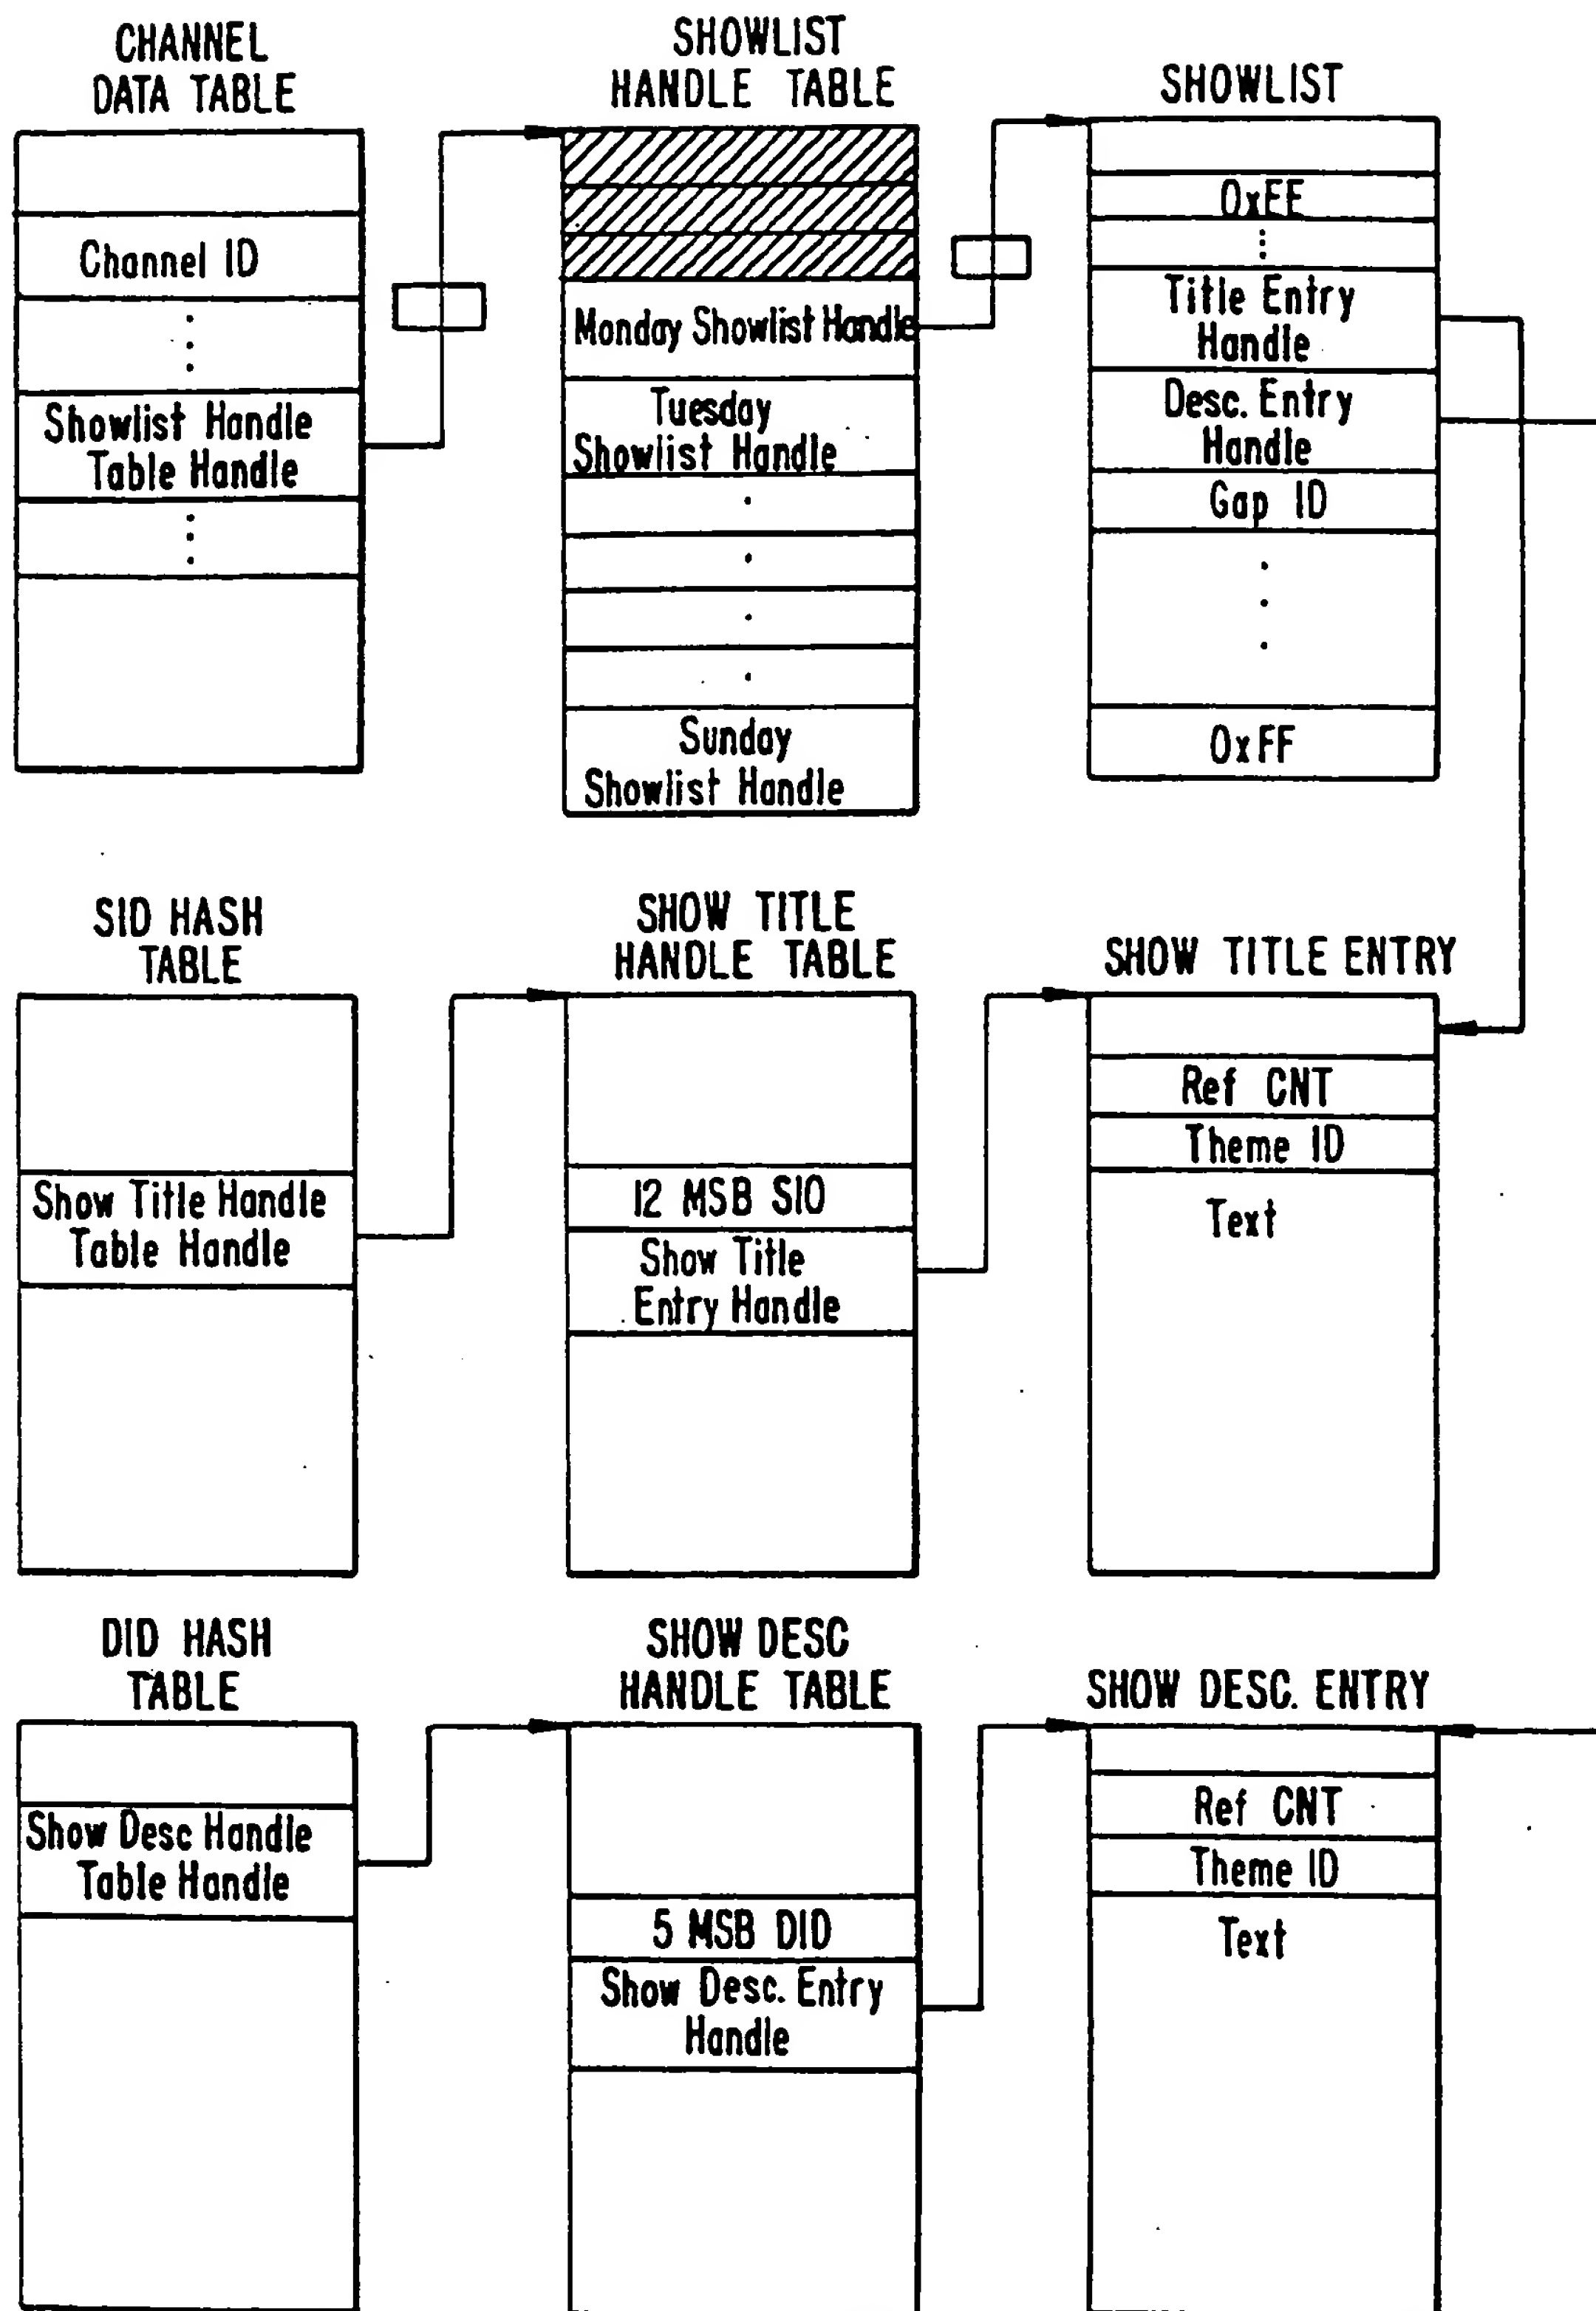 CHANNEL
DATA TABLE
Channel ID
Showlist Handle
Table Handle
SHOWLIST
HANDLE TABLE
Monday Showlist Handle
Tuesday
Showlist Handle
Sunday
Showlist Handle
SHOWLIST
0xFF
Title Entry
Handle
Desc. Entry
Handle
Gap ID
0xFF
SID HASH
TABLE
Show Title Handle
Table Handle
SHOW TITLE
HANDLE TABLE
12 MSB SIO
Show Title
Entry Handle
SHOW TITLE ENTRY
Ref CNT
Theme ID
Text
DID HASH
TABLE
Show Desc Handle
Table Handle
SHOW DESC
HANDLE TABLE
5 MSB DID
Show Desc. Entry
Handle
SHOW DESC. ENTRY
Ref CNT
Theme ID
Text